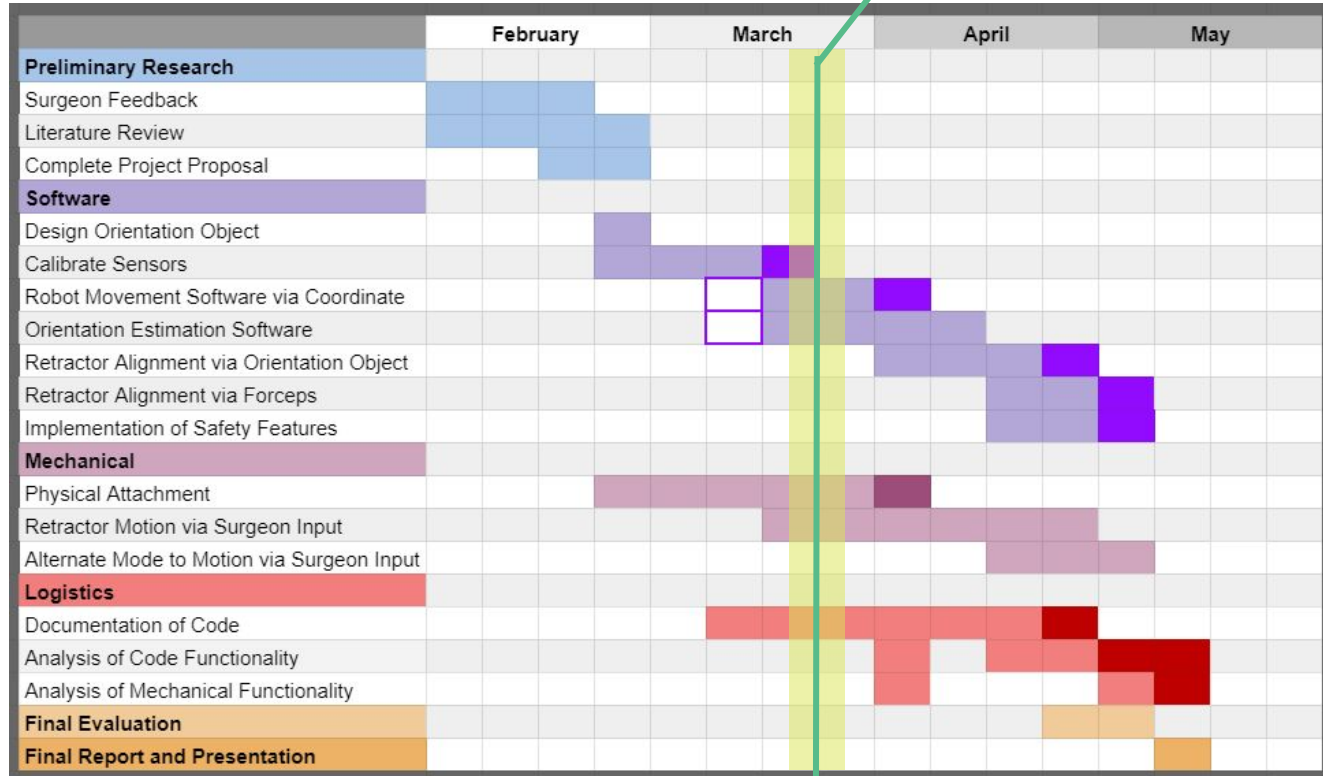 February March April May
Preliminary Research
Surgeon Feedback
Literature Review
Complete Project Proposal
Software
Design Orientation Object
Calibrate Sensors
Robot Movement Software via Coordinate
Orientation Estimation Software
Retractor Alignment via Orientation Object
Retractor Alignment via Forceps
Implementation of Safety Features
Mechanical
Physical Attachment
Retractor Motion via Surgeon Input
Alternate Mode to Motion via Surgeon Input
Logistics
Documentation of Code
Analysis of Code Functionality
Analysis of Mechanical Functionality
Final Evaluation
Final Report and Presentation